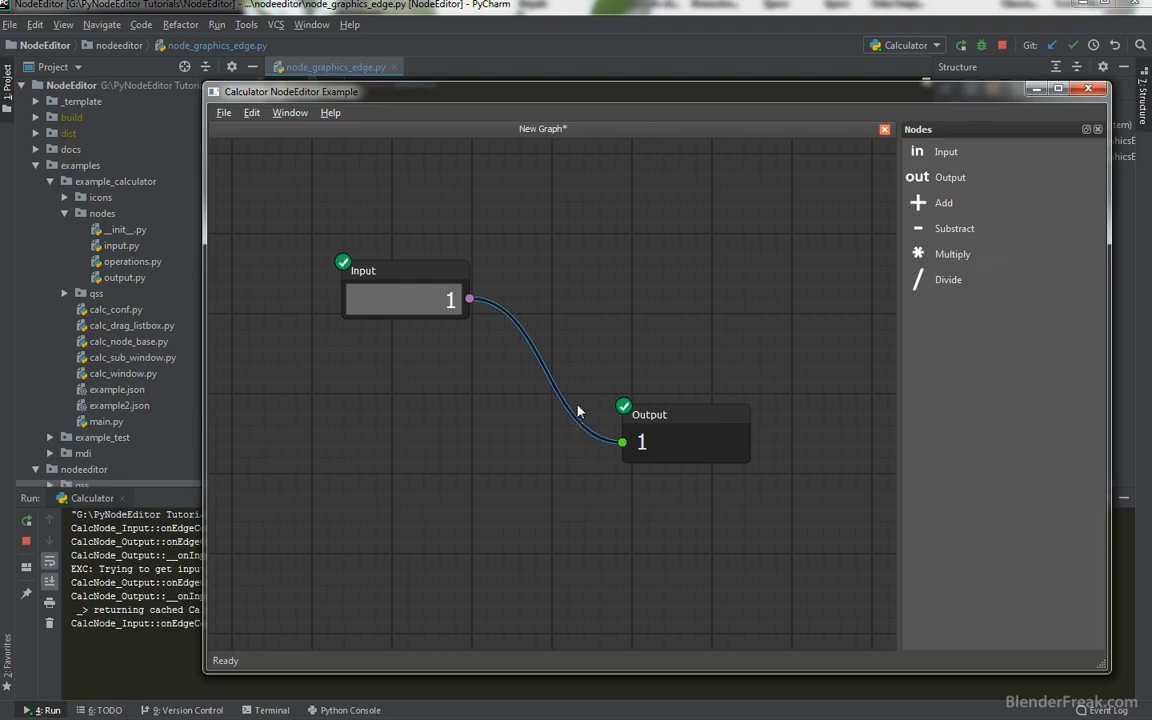 NodeEditor [G:\PyNodeEditor Tutorials\NodeEditor] - ...\nodeeditor\node_graphics_edge.py [NodeEditor] - PyCharm
File Edit View Navigate Code Refactor Run Tools VCS Window Help
NodeEditor nodeeditor node_graphics_edge.py Calculator Git:
Project node_graphics_edge.py Structure
1: Project
Z: Structure
NodeEditor G:\PyNodeEditor Tutori
_template
build
dist
docs
examples
example_calculator
icons
nodes
__init__.py
input.py
operations.py
output.py
qss
calc_conf.py
calc_drag_listbox.py
calc_node_base.py
calc_sub_window.py
calc_window.py
example.json
example2.json
main.py
example_test
mdi
nodeeditor
Calculator NodeEditor Example
File Edit Window Help
New Graph*
Nodes
in Input
out Output
Add
Substract
Multiply
Divide
Input
1
Output
1
Ready
Run: Calculator
"G:\PyNodeEditor Tutori
CalcNode_Input::onEdgeC
CalcNode_Output::onEdge
CalcNode_Output::__onIn
EXC: Trying to get inpu
CalcNode_Output::onEdge
CalcNode_Output::__onIn
_> returning cached Cal
CalcNode_Input::onEdgeC
2: Favorites
4: Run 6: TODO 9: Version Control Terminal Python Console Event Log
BlenderFreak.com